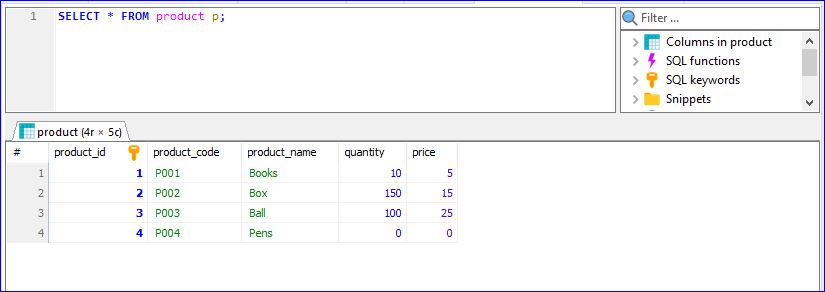 1 SELECT * FROM product p;
Filter ...
Columns in product
SQL functions
SQL keywords
Snippets
product (4r × 5c)
# product_id product_code product_name quantity price
1 1 P001 Books 10 5
2 2 P002 Box 150 15
3 3 P003 Ball 100 25
4 4 P004 Pens 0 0